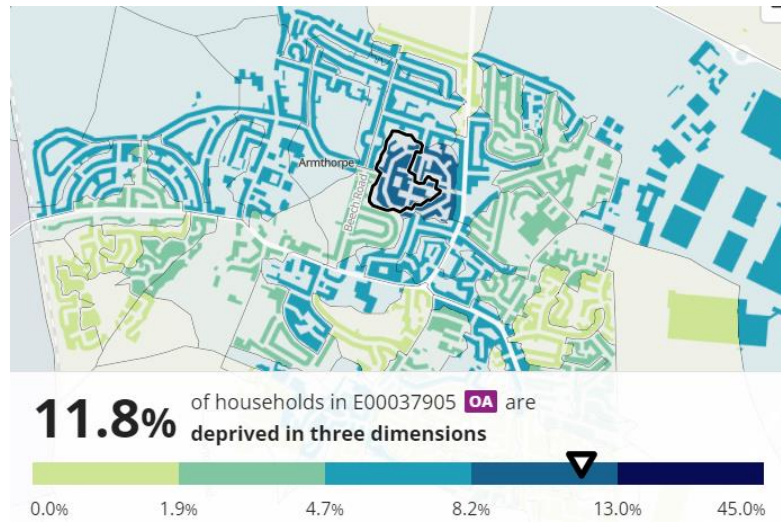 Armthorpe
Beech Road
11.8% of households in E00037905 OA are
deprived in three dimensions
0.0% 1.9% 4.7% 8.2% 13.0% 45.0%